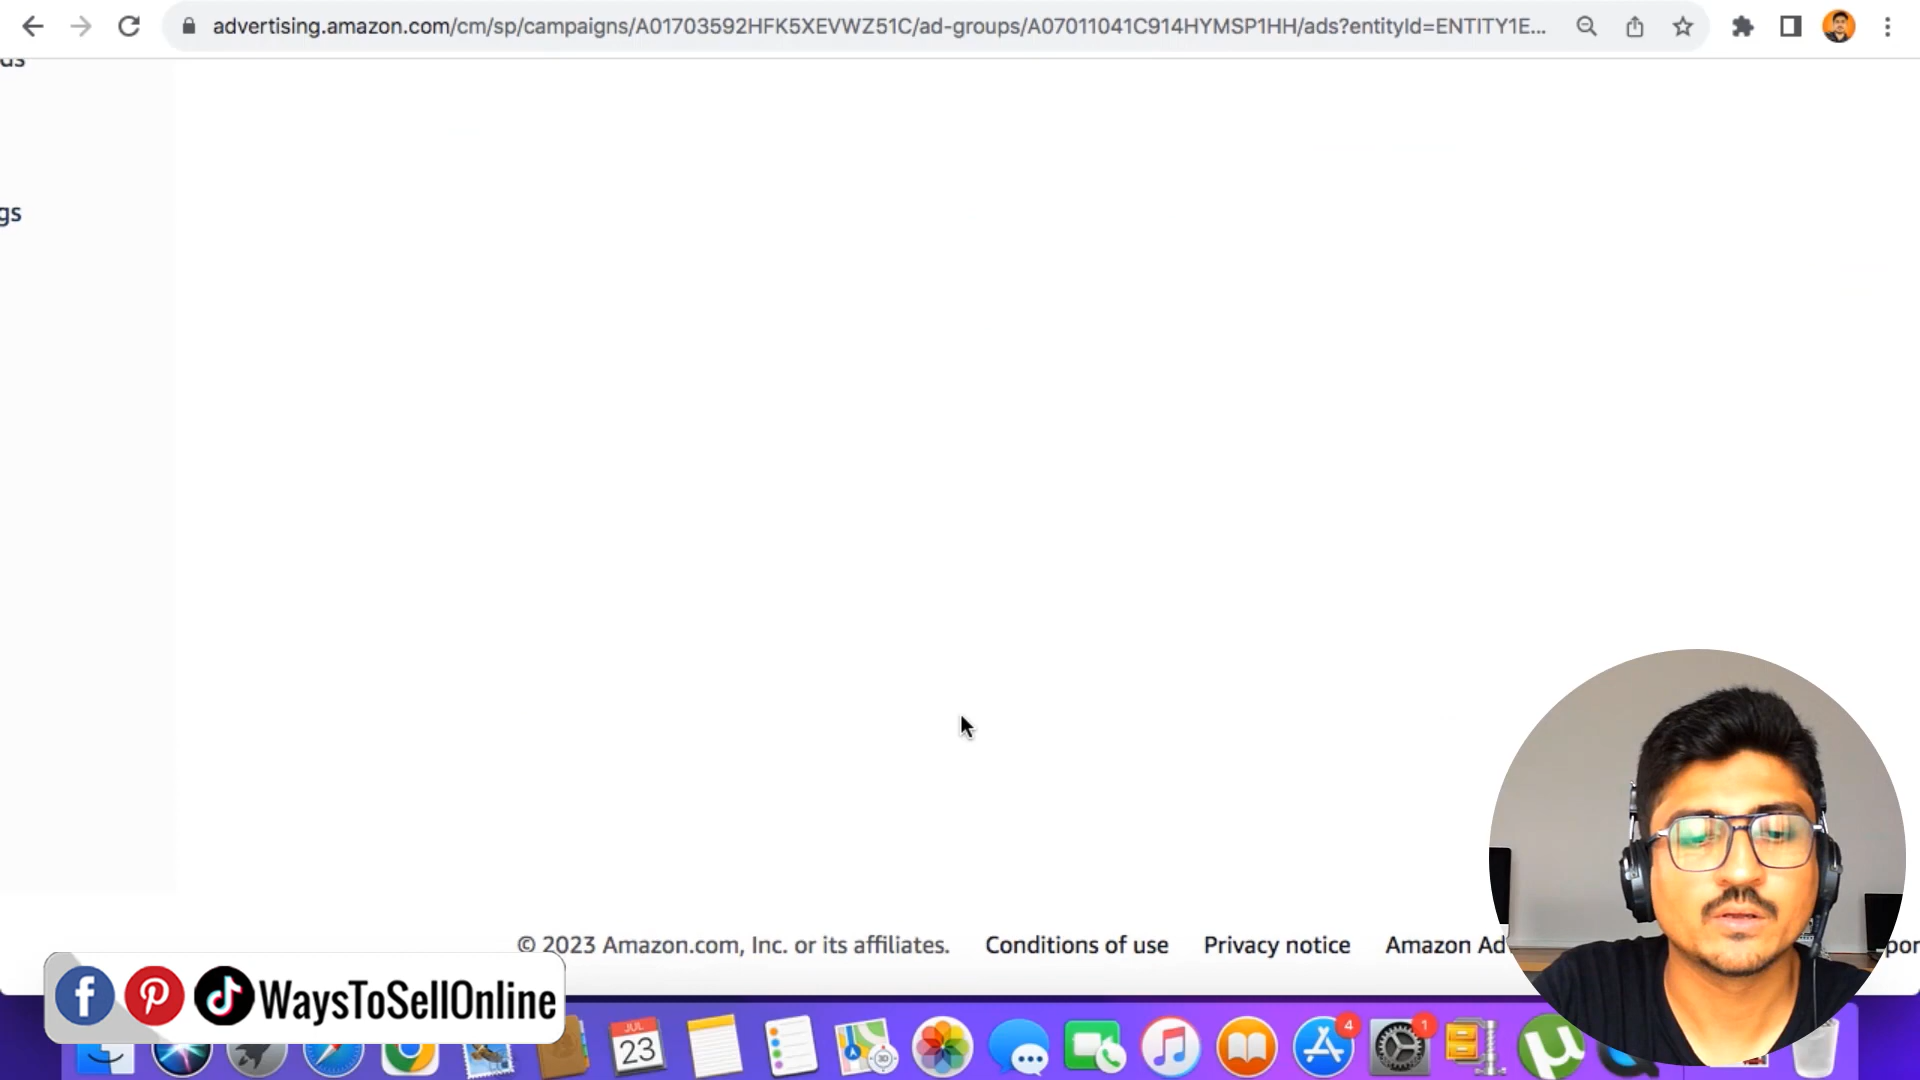 advertising.amazon.com/cm/sp/campaigns/A01703592HFK5XEVWZ51C/ad-groups/A07011041C914HYMSP1HH/ads?entityId=ENTITY1E...
gs
© 2023 Amazon.com, Inc. or its affiliates. Conditions of use Privacy notice Amazon Ad
WaysToSellOnline
JUL
23
3D
4
1